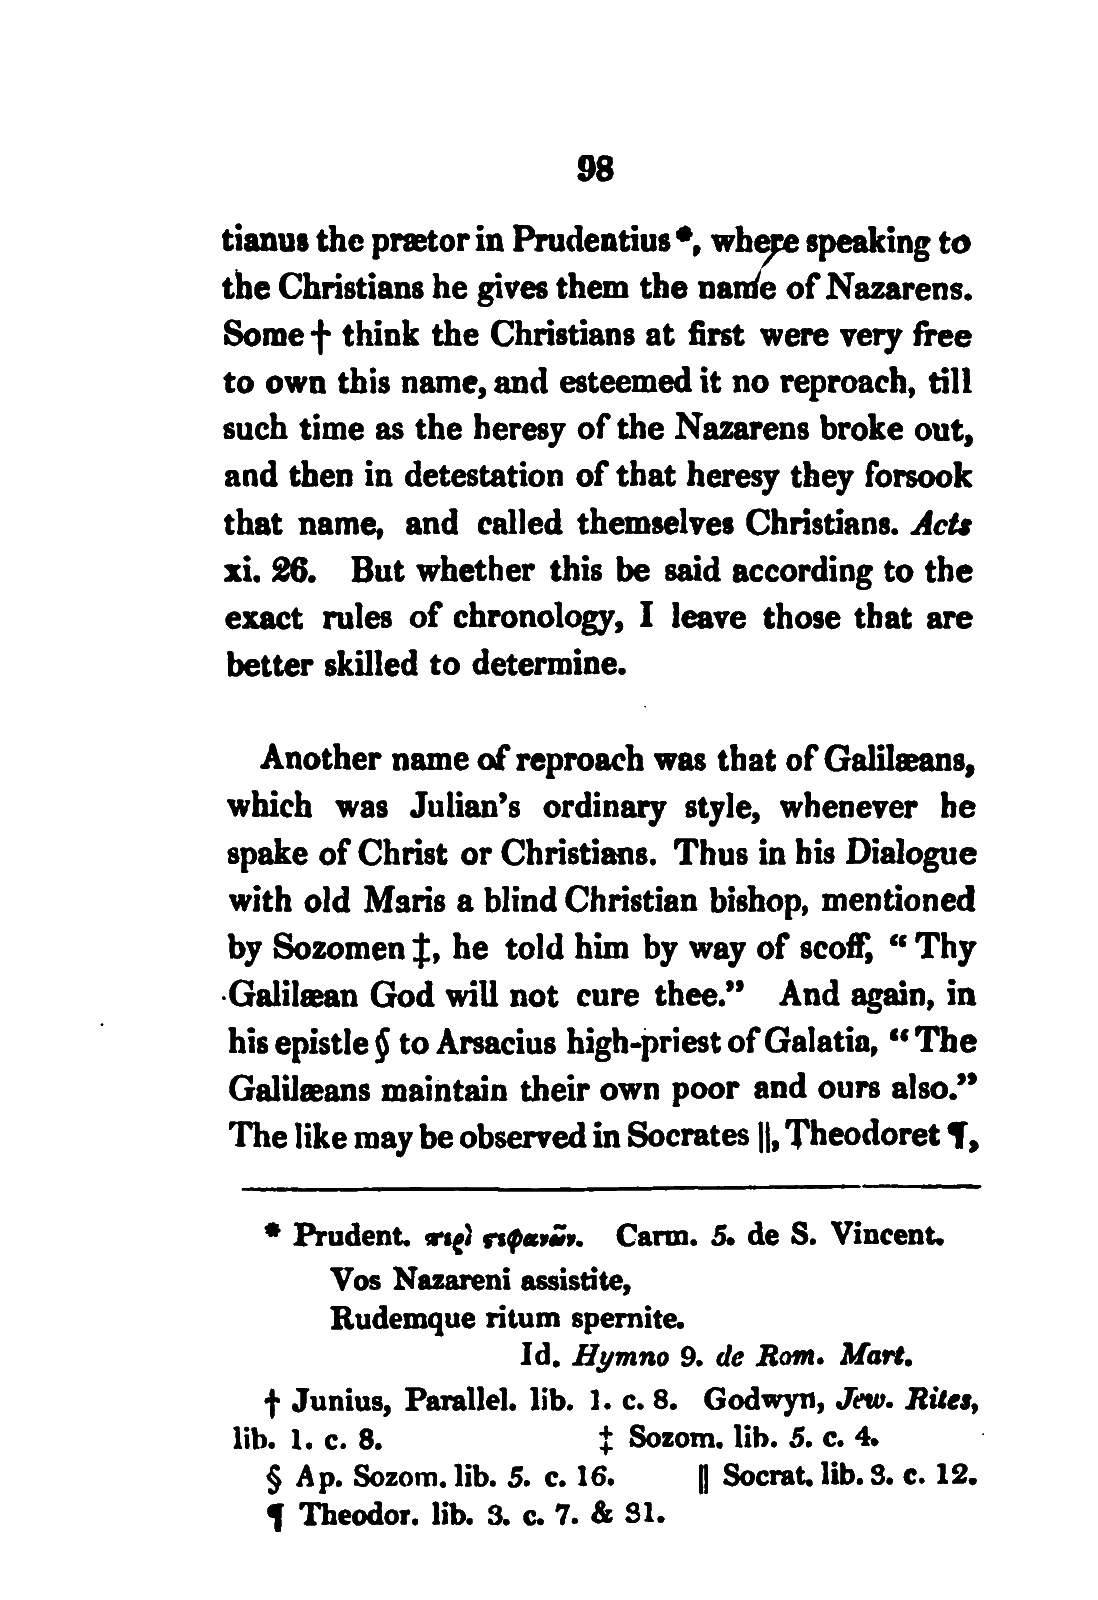 98
tianus the prætor in Prudentius *, where speaking to
the Christians he gives them the name of Nazarens.
Some † think the Christians at first were very free
to own this name, and esteemed it no reproach, till
such time as the heresy of the Nazarens broke out,
and then in detestation of that heresy they forsook
that name, and called themselves Christians. Acts
xi. 26. But whether this be said according to the
exact rules of chronology, I leave those that are
better skilled to determine.
Another name of reproach was that of Galilæans,
which was Julian's ordinary style, whenever he
spake of Christ or Christians. Thus in his Dialogue
with old Maris a blind Christian bishop, mentioned
by Sozomen ‡, he told him by way of scoff, “ Thy
Galilæan God will not cure thee.” And again, in
his epistle § to Arsacius high-priest of Galatia, “ The
Galilæans maintain their own poor and ours also.”
The like may be observed in Socrates ||, Theodoret ¶,
* Prudent. περὶ ϛεφανῶν. Carm. 5. de S. Vincent.
Vos Nazareni assistite,
Rudemque ritum spernite.
Id. Hymno 9. de Rom. Mart.
† Junius, Parallel. lib. 1. c. 8. Godwyn, Jew. Rites,
lib. 1. c. 8. ‡ Sozom. lib. 5. c. 4.
§ Ap. Sozom. lib. 5. c. 16. || Socrat. lib. 3. c. 12.
¶ Theodor. lib. 3. c. 7. & 31.